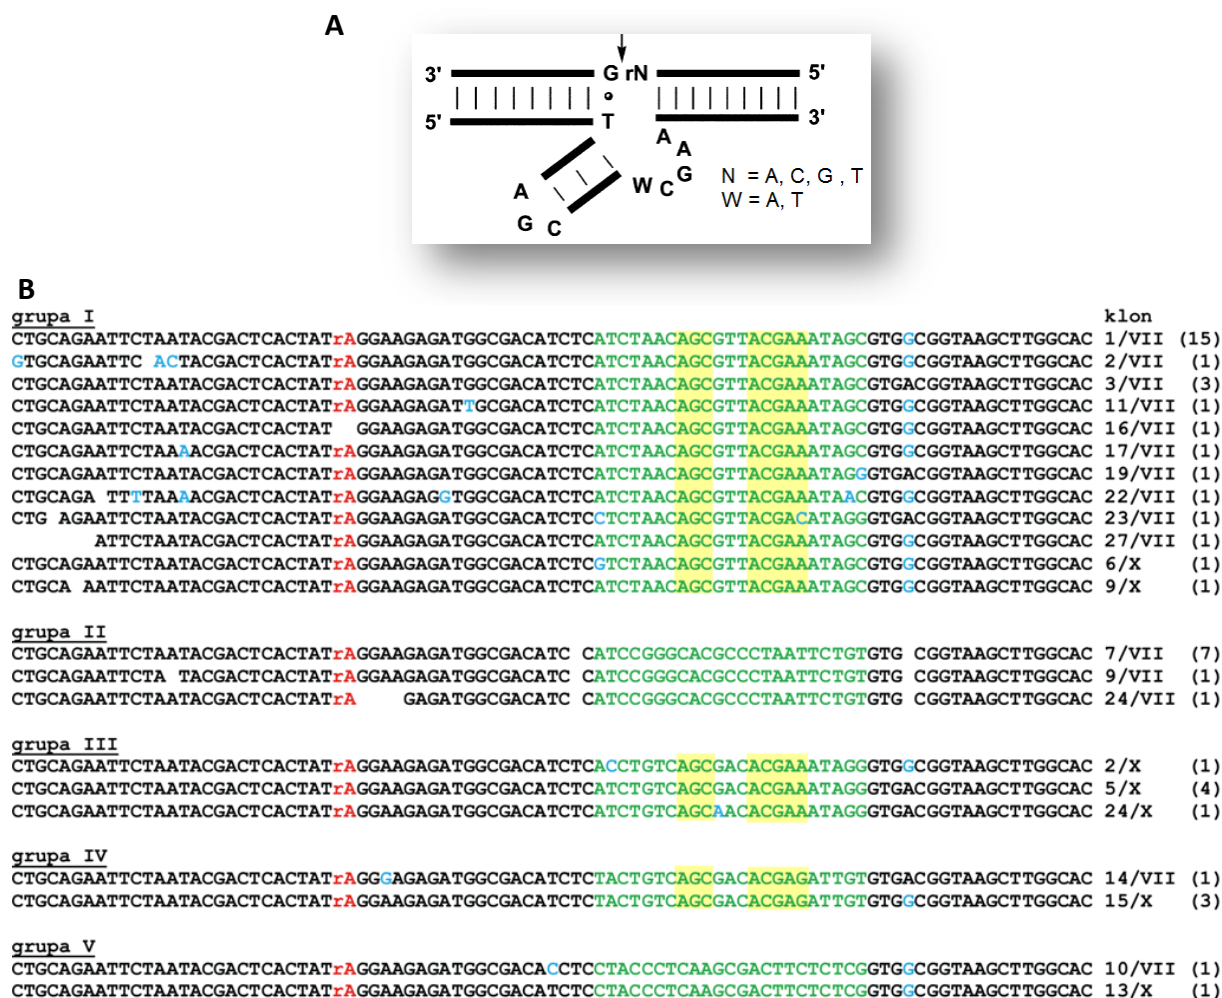 A
3' G rN 5'
5' T 3'
A
A
G
W C
A
G C
N = A, C, G , T
W = A, T
B
grupa I klon
CTGCAGAATTCTAATACGACTCACTATrAGGAAGAGATGGCGACATCTCATCTAACAGCGTTACGAAATAGCGTGGCGGTAAGCTTGGCAC 1/VII (15)
GTGCAGAATTC ACTACGACTCACTATrAGGAAGAGATGGCGACATCTCATCTAACAGCGTTACGAAATAGCGTGGCGGTAAGCTTGGCAC 2/VII (1)
CTGCAGAATTCTAATACGACTCACTATrAGGAAGAGATGGCGACATCTCATCTAACAGCGTTACGAAATAGCGTGACGGTAAGCTTGGCAC 3/VII (3)
CTGCAGAATTCTAATACGACTCACTATrAGGAAGAGATTGCGACATCTCATCTAACAGCGTTACGAAATAGCGTGGCGGTAAGCTTGGCAC 11/VII (1)
CTGCAGAATTCTAATACGACTCACTAT GGAAGAGATGGCGACATCTCATCTAACAGCGTTACGAAATAGCGTGGCGGTAAGCTTGGCAC 16/VII (1)
CTGCAGAATTCTAAAACGACTCACTATrAGGAAGAGATGGCGACATCTCATCTAACAGCGTTACGAAATAGCGTGGCGGTAAGCTTGGCAC 17/VII (1)
CTGCAGAATTCTAATACGACTCACTATrAGGAAGAGATGGCGACATCTCATCTAACAGCGTTACGAAATAGGGTGACGGTAAGCTTGGCAC 19/VII (1)
CTGCAGA TTTTAAAACGACTCACTATrAGGAAGAGGTGGCGACATCTCATCTAACAGCGTTACGAAATAACGTGGCGGTAAGCTTGGCAC 22/VII (1)
CTG AGAATTCTAATACGACTCACTATrAGGAAGAGATGGCGACATCTCCTCTAACAGCGTTACGACATAGGGTGACGGTAAGCTTGGCAC 23/VII (1)
ATTCTAATACGACTCACTATrAGGAAGAGATGGCGACATCTCATCTAACAGCGTTACGAAATAGCGTGGCGGTAAGCTTGGCAC 27/VII (1)
CTGCAGAATTCTAATACGACTCACTATrAGGAAGAGATGGCGACATCTCGTCTAACAGCGTTACGAAATAGCGTGGCGGTAAGCTTGGCAC 6/X (1)
CTGCA AATTCTAATACGACTCACTATrAGGAAGAGATGGCGACATCTCATCTAACAGCGTTACGAAATAGCGTGGCGGTAAGCTTGGCAC 9/X (1)
grupa II
CTGCAGAATTCTAATACGACTCACTATrAGGAAGAGATGGCGACATC CATCCGGGCACGCCCTAATTCTGTGTG CGGTAAGCTTGGCAC 7/VII (7)
CTGCAGAATTCTA TACGACTCACTATrAGGAAGAGATGGCGACATC CATCCGGGCACGCCCTAATTCTGTGTG CGGTAAGCTTGGCAC 9/VII (1)
CTGCAGAATTCTAATACGACTCACTATrA GAGATGGCGACATC CATCCGGGCACGCCCTAATTCTGTGTG CGGTAAGCTTGGCAC 24/VII (1)
grupa III
CTGCAGAATTCTAATACGACTCACTATrAGGAAGAGATGGCGACATCTCACCTGTCAGCGACACGAAATAGGGTGGCGGTAAGCTTGGCAC 2/X (1)
CTGCAGAATTCTAATACGACTCACTATrAGGAAGAGATGGCGACATCTCATCTGTCAGCGACACGAAATAGGGTGACGGTAAGCTTGGCAC 5/X (4)
CTGCAGAATTCTAATACGACTCACTATrAGGAAGAGATGGCGACATCTCATCTGTCAGCAACACGAAATAGGGTGACGGTAAGCTTGGCAC 24/X (1)
grupa IV
CTGCAGAATTCTAATACGACTCACTATrAGGGAGAGATGGCGACATCTCTACTGTCAGCGACACGAGATTGTGTGACGGTAAGCTTGGCAC 14/VII (1)
CTGCAGAATTCTAATACGACTCACTATrAGGAAGAGATGGCGACATCTCTACTGTCAGCGACACGAGATTGTGTGGCGGTAAGCTTGGCAC 15/X (3)
grupa V
CTGCAGAATTCTAATACGACTCACTATrAGGAAGAGATGGCGACACCTCCTACCCTCAAGCGACTTCTCTCGGTGGCGGTAAGCTTGGCAC 10/VII (1)
CTGCAGAATTCTAATACGACTCACTATrAGGAAGAGATGGCGACATCTCCTACCCTCAAGCGACTTCTCTCGGTGGCGGTAAGCTTGGCAC 13/X (1)